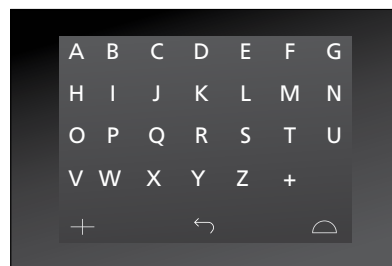 A B C D E F G
H I J K L M N
O P Q R S T U
V W X Y Z +